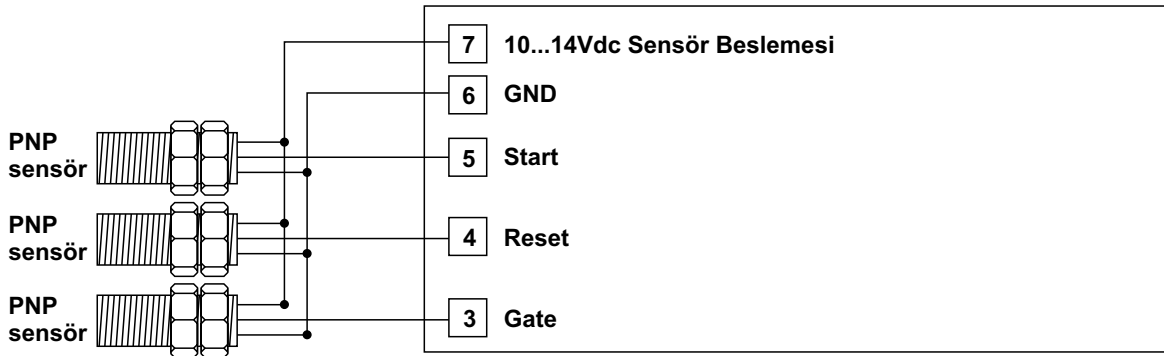 7 10...14Vdc Sensör Beslemesi
6 GND
PNP
sensör
5 Start
PNP
sensör
4 Reset
PNP
sensör
3 Gate